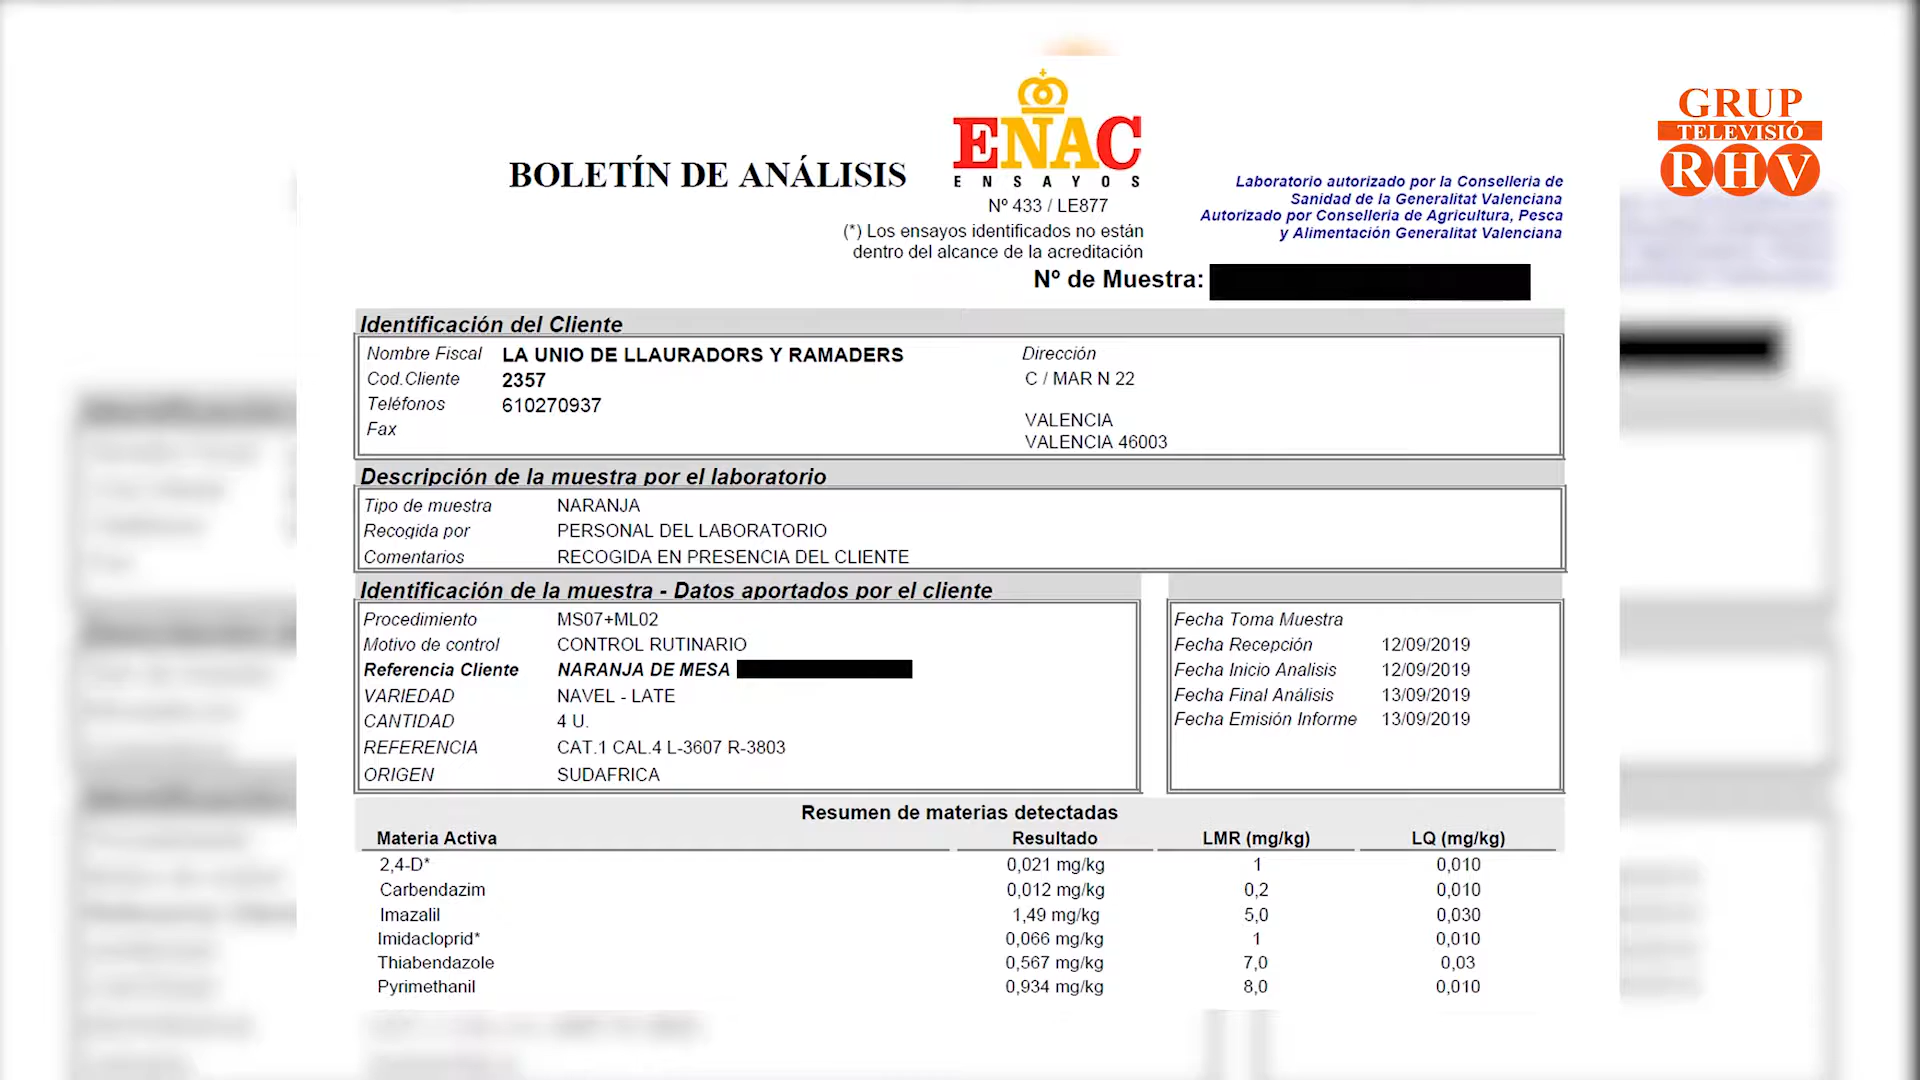 GRUP
TELEVISIÓ
RHV
BOLETÍN DE ANÁLISIS
ENAC
ENSAYOS
Nº 433 / LE877
(*) Los ensayos identificados no están
dentro del alcance de la acreditación
Laboratorio autorizado por la Conselleria de
Sanidad de la Generalitat Valenciana
Autorizado por Conselleria de Agricultura, Pesca
y Alimentación Generalitat Valenciana
Nº de Muestra:
Identificación del Cliente
Nombre Fiscal LA UNIO DE LLAURADORS Y RAMADERS Dirección
Cod.Cliente 2357 C / MAR N 22
Teléfonos 610270937
VALENCIA
Fax
VALENCIA 46003
Descripción de la muestra por el laboratorio
Tipo de muestra NARANJA
Recogida por PERSONAL DEL LABORATORIO
Comentarios RECOGIDA EN PRESENCIA DEL CLIENTE
Identificación de la muestra - Datos aportados por el cliente
Procedimiento MS07+ML02
Motivo de control CONTROL RUTINARIO
Referencia Cliente NARANJA DE MESA
VARIEDAD NAVEL - LATE
CANTIDAD 4 U.
REFERENCIA CAT.1 CAL.4 L-3607 R-3803
ORIGEN SUDAFRICA
Fecha Toma Muestra
Fecha Recepción 12/09/2019
Fecha Inicio Analisis 12/09/2019
Fecha Final Análisis 13/09/2019
Fecha Emisión Informe 13/09/2019
Resumen de materias detectadas
Materia Activa Resultado LMR (mg/kg) LQ (mg/kg)
2,4-D* 0,021 mg/kg 1 0,010
Carbendazim 0,012 mg/kg 0,2 0,010
Imazalil 1,49 mg/kg 5,0 0,030
Imidacloprid* 0,066 mg/kg 1 0,010
Thiabendazole 0,567 mg/kg 7,0 0,03
Pyrimethanil 0,934 mg/kg 8,0 0,010